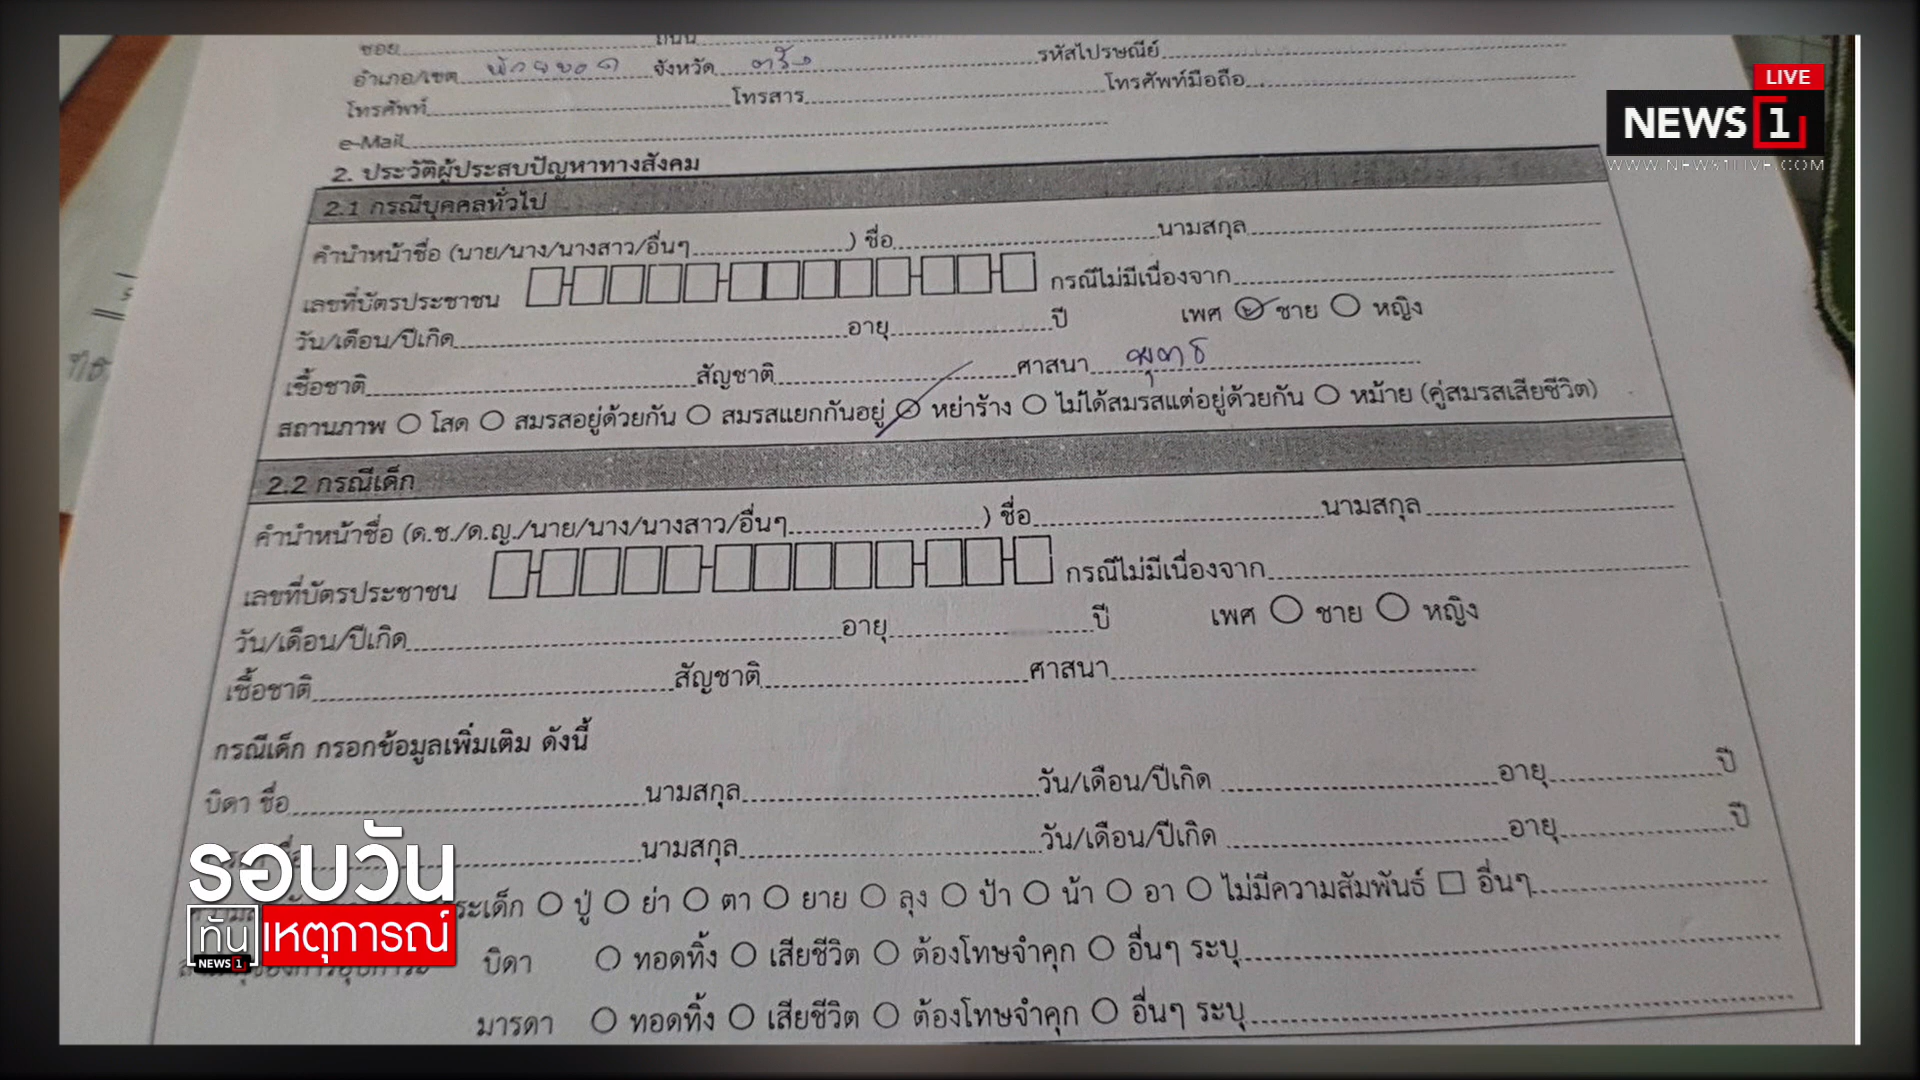 ซอย ถนน
อำเภอ/เขต ห้วยยอด จังหวัด ตรัง รหัสไปรษณีย์
โทรศัพท์ โทรสาร โทรศัพท์มือถือ
e-Mail
LIVE
NEWS 1
WWW.NEWS1LIVE.COM
2. ประวัติผู้ประสบปัญหาทางสังคม
2.1 กรณีบุคคลทั่วไป
คำนำหน้าชื่อ (นาย/นาง/นางสาว/อื่นๆ ) ชื่อ นามสกุล
เลขที่บัตรประชาชน กรณีไม่มีเนื่องจาก
วัน/เดือน/ปีเกิด อายุ ปี เพศ ชาย หญิง
เชื้อชาติ สัญชาติ ศาสนา พุทธ
สถานภาพ โสด สมรสอยู่ด้วยกัน สมรสแยกกันอยู่ หย่าร้าง ไม่ได้สมรสแต่อยู่ด้วยกัน หม้าย (คู่สมรสเสียชีวิต)
2.2 กรณีเด็ก
คำนำหน้าชื่อ (ด.ช./ด.ญ./นาย/นาง/นางสาว/อื่นๆ ) ชื่อ นามสกุล
เลขที่บัตรประชาชน กรณีไม่มีเนื่องจาก
วัน/เดือน/ปีเกิด อายุ ปี เพศ ชาย หญิง
เชื้อชาติ สัญชาติ ศาสนา
กรณีเด็ก กรอกข้อมูลเพิ่มเติม ดังนี้
บิดา ชื่อ นามสกุล วัน/เดือน/ปีเกิด อายุ ปี
นามสกุล วัน/เดือน/ปีเกิด อายุ ปี
ระเด็ก ปู่ ย่า ตา ยาย ลุง ป้า น้า อา ไม่มีความสัมพันธ์ อื่นๆ
บิดา ทอดทิ้ง เสียชีวิต ต้องโทษจำคุก อื่นๆ ระบุ
มารดา ทอดทิ้ง เสียชีวิต ต้องโทษจำคุก อื่นๆ ระบุ
รอบวัน
ทันเหตุการณ์
NEWS 1